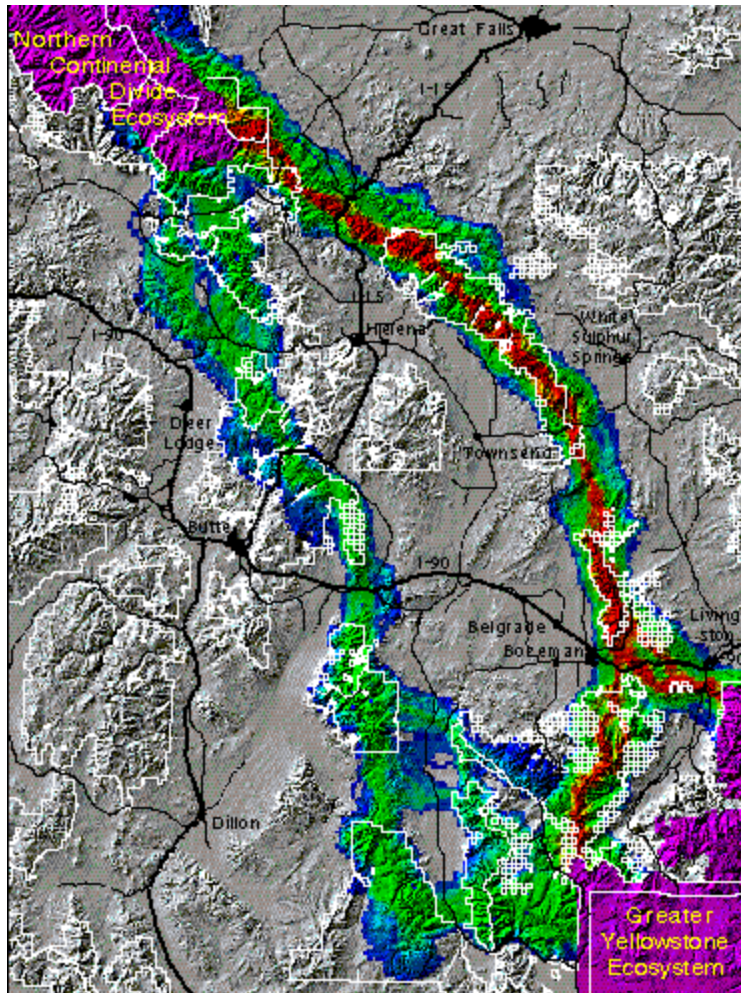 Northern
Continental
Divide
Ecosystem
Great Falls
I-15
I-15
Helena
White
Sulphur
Springs
I-90
Deer
Lodge
Townsend
Butte
I-90
Belgrade
Bozeman
Living
ston
Dillon
Greater
Yellowstone
Ecosystem